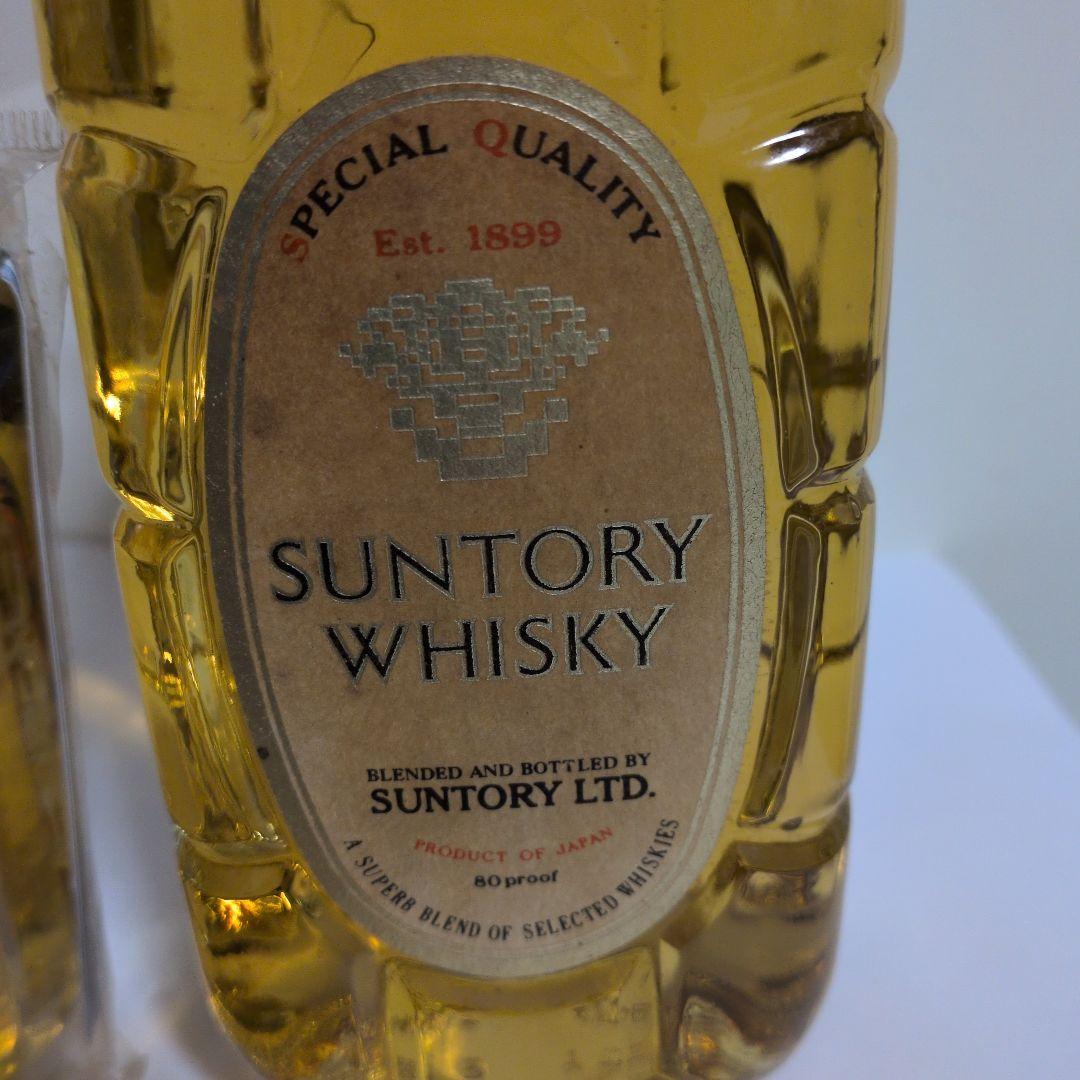 SPECIAL QUALITY
Est. 1899
SUNTORY
WHISKY
BLENDED AND BOTTLED BY
SUNTORY LTD.
PRODUCT OF JAPAN
80 proof
A SUPERB BLEND OF SELECTED WHISKIES